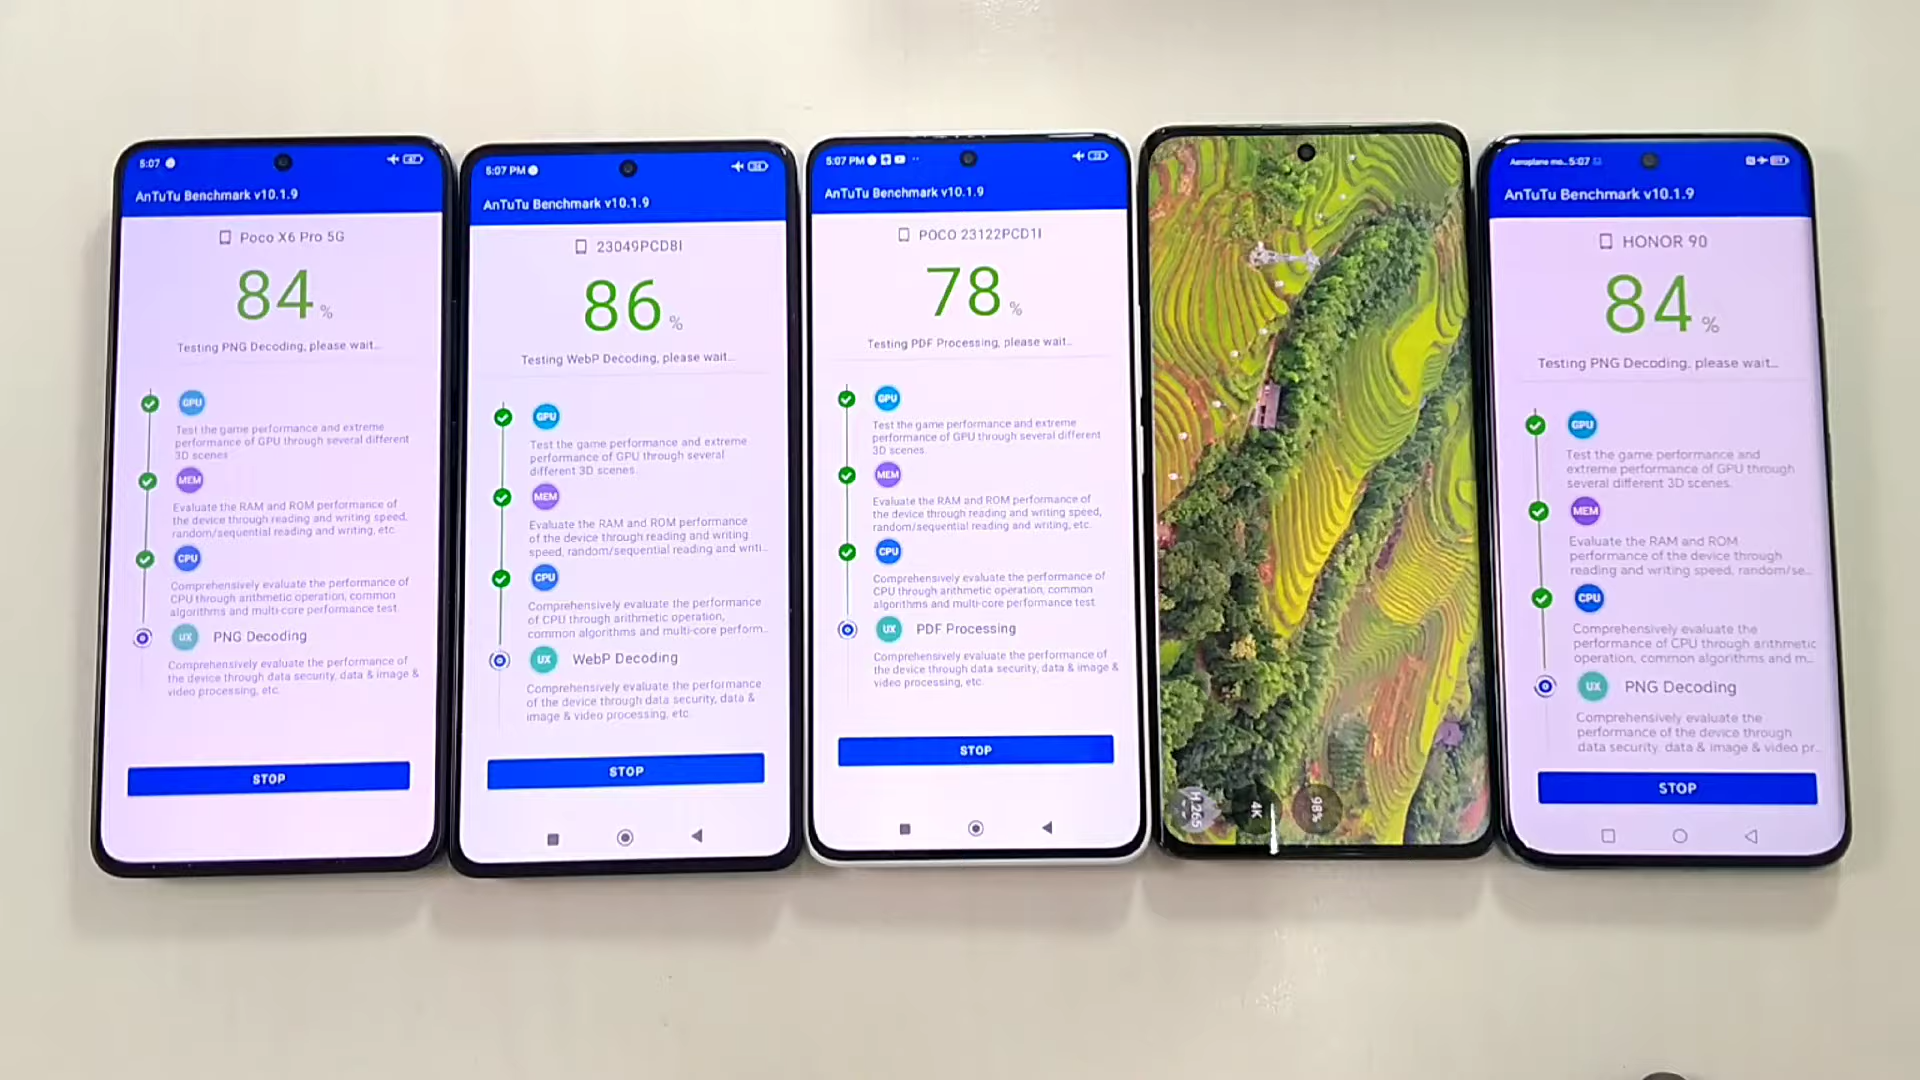 5:07
AnTuTu Benchmark v10.1.9
Poco X6 Pro 5G
84%
Testing PNG Decoding, please wait...
GPU
Test the game performance and extreme
performance of GPU through several different
3D scenes
MEM
Evaluate the RAM and ROM performance of
the device through reading and writing speed,
random/sequential reading and writing, etc.
CPU
Comprehensively evaluate the performance of
CPU through arithmetic operation, common
algorithms and multi-core performance test
UX PNG Decoding
Comprehensively evaluate the performance of
the device through data security, data & image &
video processing, etc.
STOP
5:07 PM
AnTuTu Benchmark v10.1.9
23049PCD8I
86%
Testing WebP Decoding, please wait...
GPU
Test the game performance and extreme
performance of GPU through several
different 3D scenes.
MEM
Evaluate the RAM and ROM performance
of the device through reading and writing
speed, random/sequential reading and writi...
CPU
Comprehensively evaluate the performance
of CPU through arithmetic operation,
common algorithms and multi-core perform...
UX WebP Decoding
Comprehensively evaluate the performance
of the device through data security, data &
image & video processing, etc
STOP
5:07 PM
AnTuTu Benchmark v10.1.9
POCO 23122PCD1I
78%
Testing PDF Processing, please wait...
GPU
Test the game performance and extreme
performance of GPU through several different
3D scenes.
MEM
Evaluate the RAM and ROM performance of
the device through reading and writing speed,
random/sequential reading and writing, etc.
CPU
Comprehensively evaluate the performance of
CPU through arithmetic operation, common
algorithms and multi-core performance test
UX PDF Processing
Comprehensively evaluate the performance of
the device through data security, data & image &
video processing, etc.
STOP
H.265
4K
98%
Aeroplane mo... 5:07
AnTuTu Benchmark v10.1.9
HONOR 90
84%
Testing PNG Decoding, please wait...
GPU
Test the game performance and
extreme performance of GPU through
several different 3D scenes.
MEM
Evaluate the RAM and ROM
performance of the device through
reading and writing speed, random/se...
CPU
Comprehensively evaluate the
performance of CPU through arithmetic
operation, common algorithms and m...
UX PNG Decoding
Comprehensively evaluate the
performance of the device through
data security, data & image & video pr...
STOP